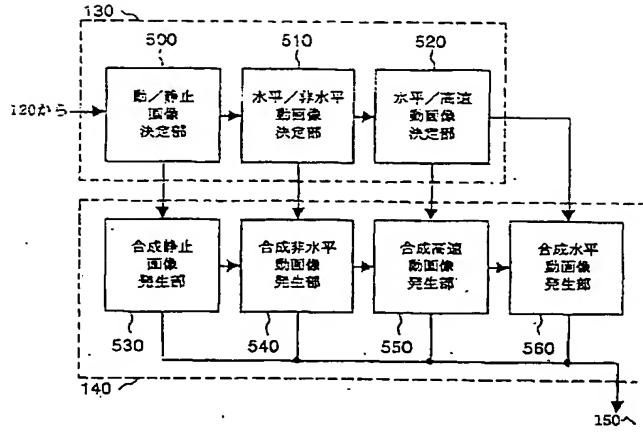 130
500
510
520
120から
動/静止
画像
決定部
水平/非水平
動画像
決定部
水平/高速
動画像
決定部
合成静止
画像
発生部
合成非水平
動画像
発生部
合成高速
動画像
発生部
合成水平
動画像
発生部
530
540
550
560
140
150へ